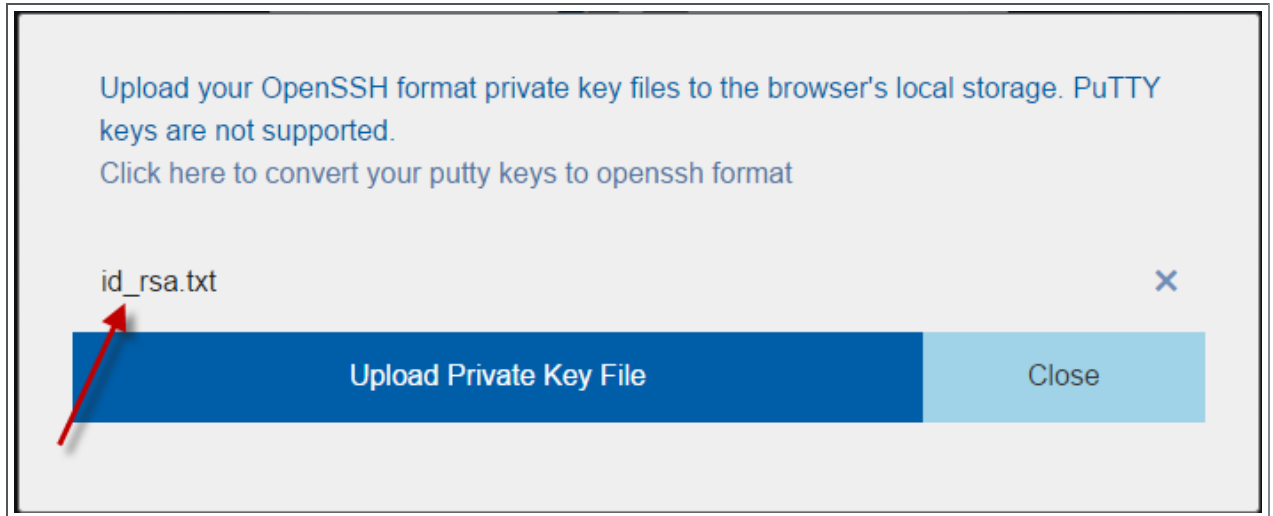 Upload your OpenSSH format private key files to the browser's local storage. PuTTY
keys are not supported.
Click here to convert your putty keys to openssh format
id_rsa.txt
Upload Private Key File
Close